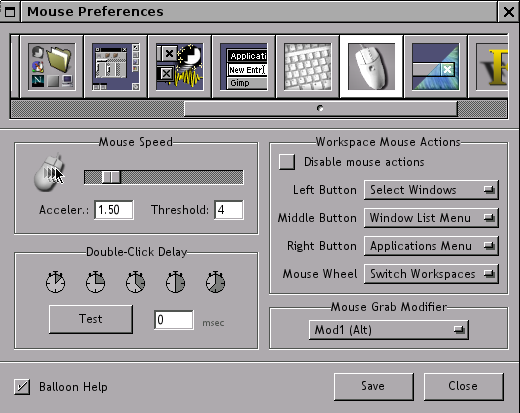 Mouse Preferences
Applicati
New Entr
Gimp
Mouse Speed
Acceler.: 1.50 Threshold: 4
Double-Click Delay
Test 0 msec
Workspace Mouse Actions
Disable mouse actions
Left Button Select Windows
Middle Button Window List Menu
Right Button Applications Menu
Mouse Wheel Switch Workspaces
Mouse Grab Modifier
Mod1 (Alt)
Balloon Help
Save Close